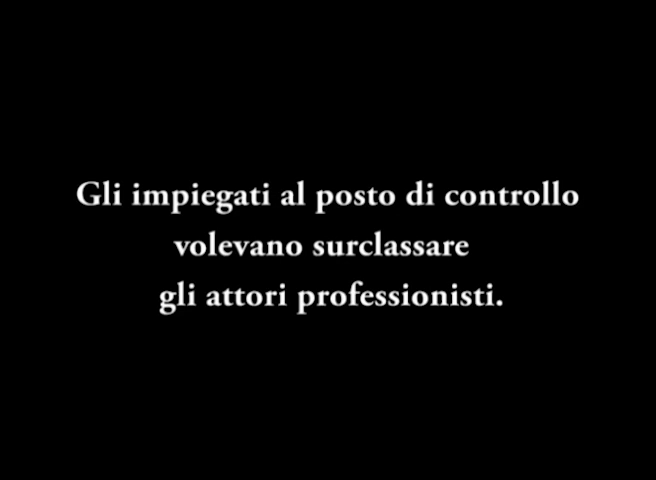 Gli impiegati al posto di controllo
volevano surclassare
gli attori professionisti.